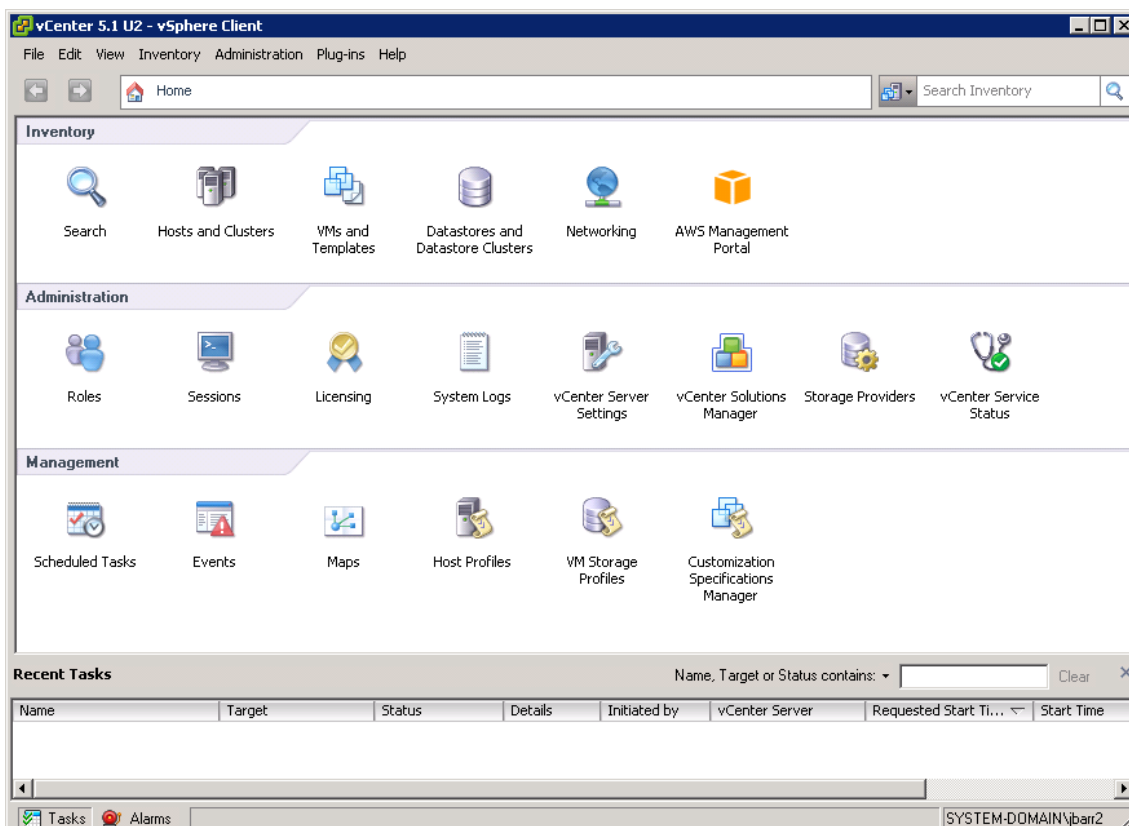 vCenter 5.1 U2 - vSphere Client
File Edit View Inventory Administration Plug-ins Help
Home
Search Inventory
Inventory
Search
Hosts and Clusters
VMs and
Templates
Datastores and
Datastore Clusters
Networking
AWS Management
Portal
Administration
Roles
Sessions
Licensing
System Logs
vCenter Server
Settings
vCenter Solutions
Manager
Storage Providers
vCenter Service
Status
Management
Scheduled Tasks
Events
Maps
Host Profiles
VM Storage
Profiles
Customization
Specifications
Manager
Recent Tasks
Name, Target or Status contains:
Clear
Name Target Status Details Initiated by vCenter Server Requested Start Ti... Start Time
Tasks Alarms
SYSTEM-DOMAIN\jbarr2